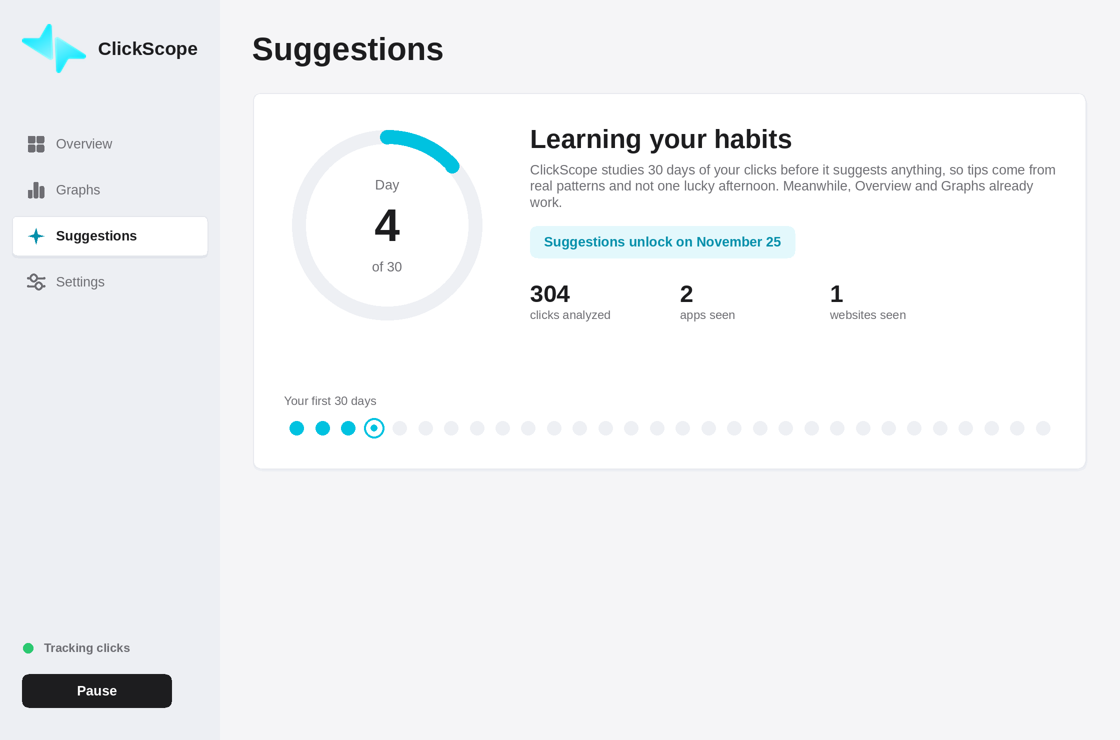 ClickScope
Overview
Graphs
Suggestions
Settings
Tracking clicks
Pause
Suggestions
Day
4
of 30
Learning your habits
ClickScope studies 30 days of your clicks before it suggests anything, so tips come from
real patterns and not one lucky afternoon. Meanwhile, Overview and Graphs already
work.
Suggestions unlock on November 25
304
clicks analyzed
2
apps seen
1
websites seen
Your first 30 days